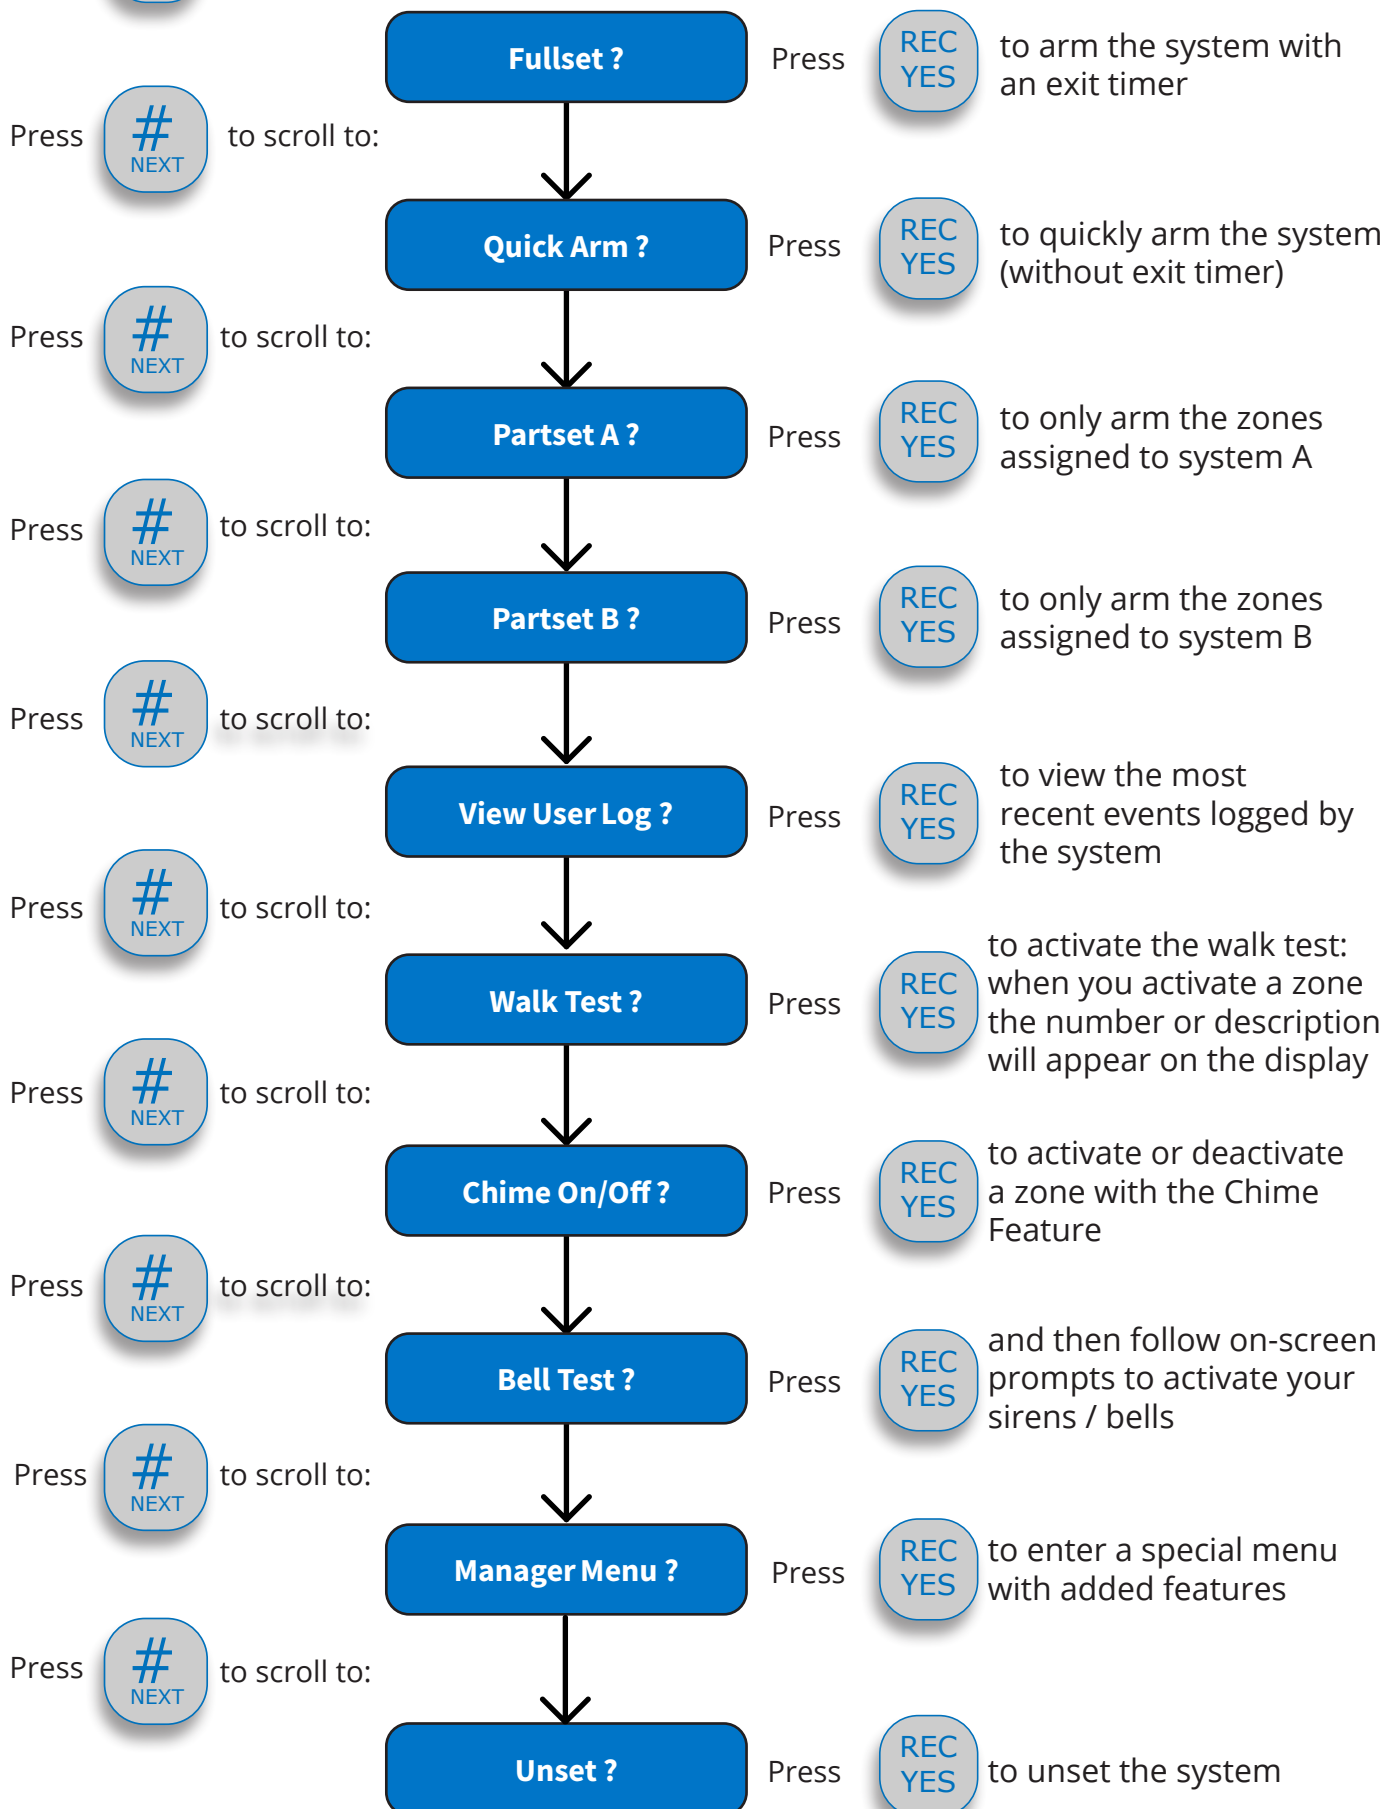 Fullset ?
Press
REC
YES
to arm the system with
an exit timer
Press
#
NEXT
to scroll to:
Quick Arm ?
Press
REC
YES
to quickly arm the system
(without exit timer)
Press
#
NEXT
to scroll to:
Partset A ?
Press
REC
YES
to only arm the zones
assigned to system A
Press
#
NEXT
to scroll to:
Partset B ?
Press
REC
YES
to only arm the zones
assigned to system B
Press
#
NEXT
to scroll to:
View User Log ?
Press
REC
YES
to view the most
recent events logged by
the system
Press
#
NEXT
to scroll to:
Walk Test ?
Press
REC
YES
to activate the walk test:
when you activate a zone
the number or description
will appear on the display
Press
#
NEXT
to scroll to:
Chime On/Off ?
Press
REC
YES
to activate or deactivate
a zone with the Chime
Feature
Press
#
NEXT
to scroll to:
Bell Test ?
Press
REC
YES
and then follow on-screen
prompts to activate your
sirens / bells
Press
#
NEXT
to scroll to:
Manager Menu ?
Press
REC
YES
to enter a special menu
with added features
Press
#
NEXT
to scroll to:
Unset ?
Press
REC
YES
to unset the system